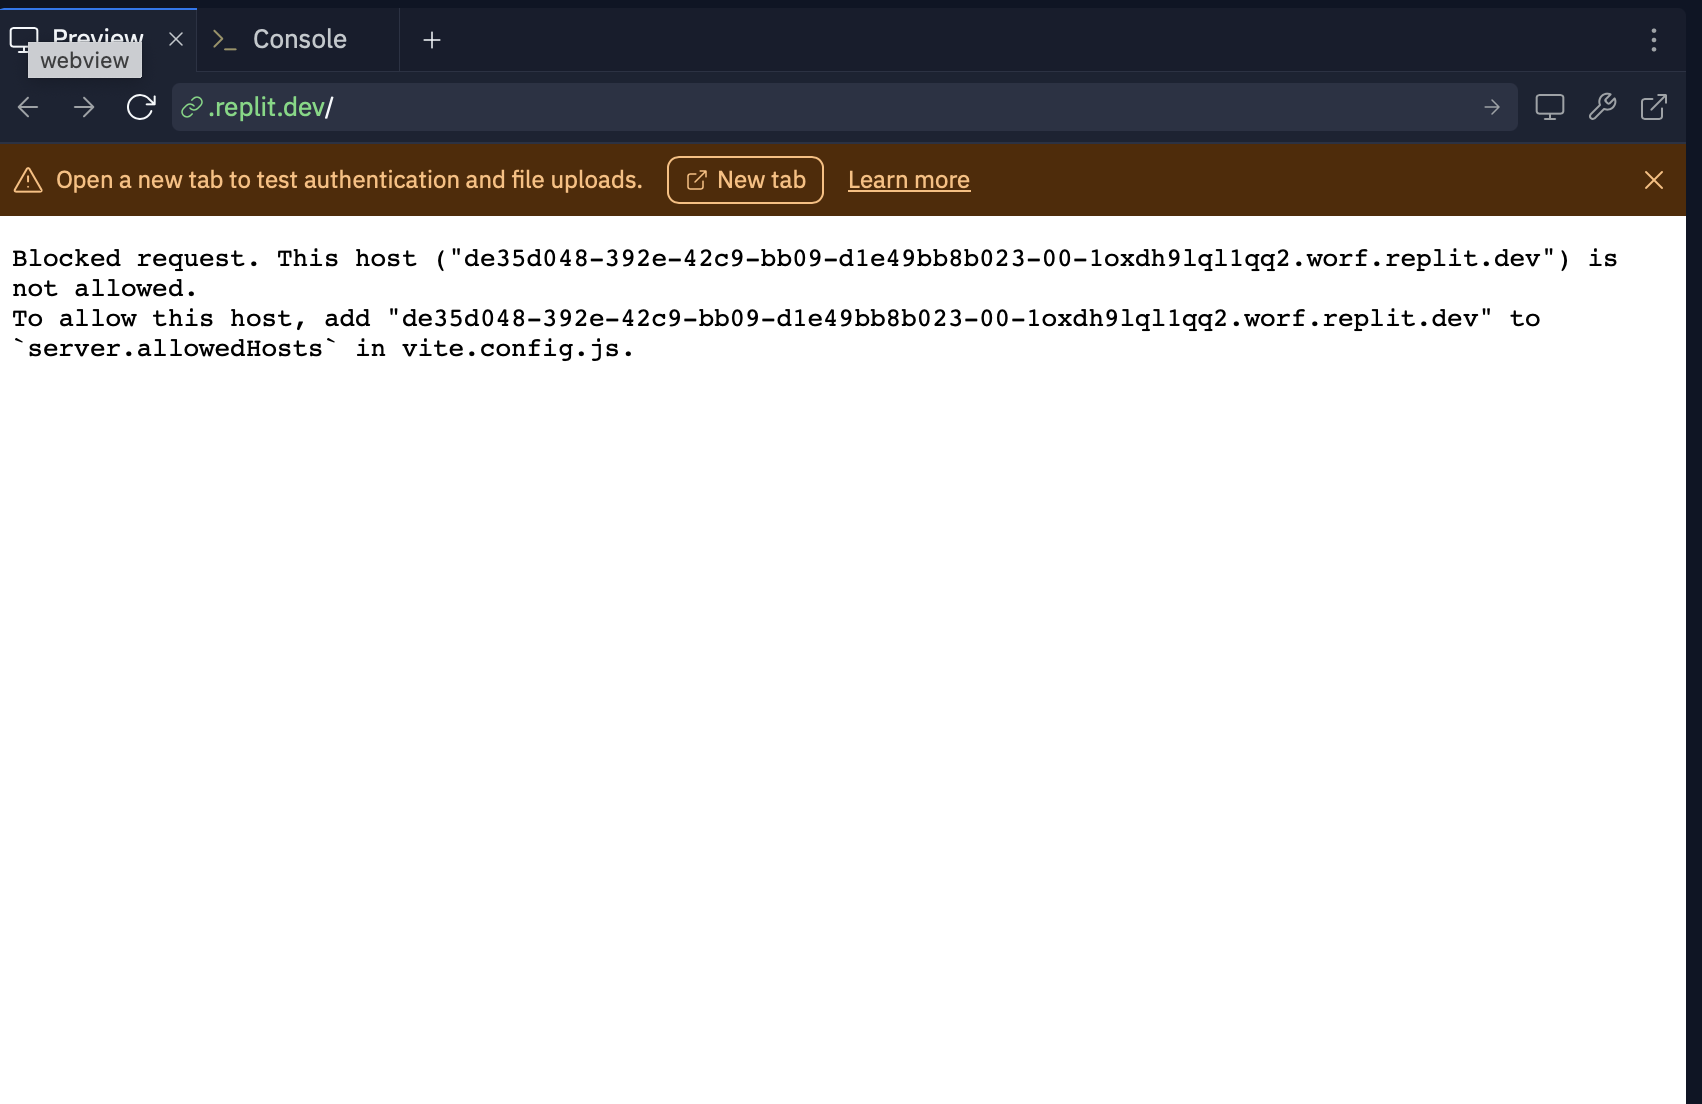 Preview
webview
Console
.replit.dev/
Open a new tab to test authentication and file uploads.
New tab
Learn more
Blocked request. This host ("de35d048-392e-42c9-bb09-d1e49bb8b023-00-1oxdh9lql1qq2.worf.replit.dev") is
not allowed.
To allow this host, add "de35d048-392e-42c9-bb09-d1e49bb8b023-00-1oxdh9lql1qq2.worf.replit.dev" to
`server.allowedHosts` in vite.config.js.